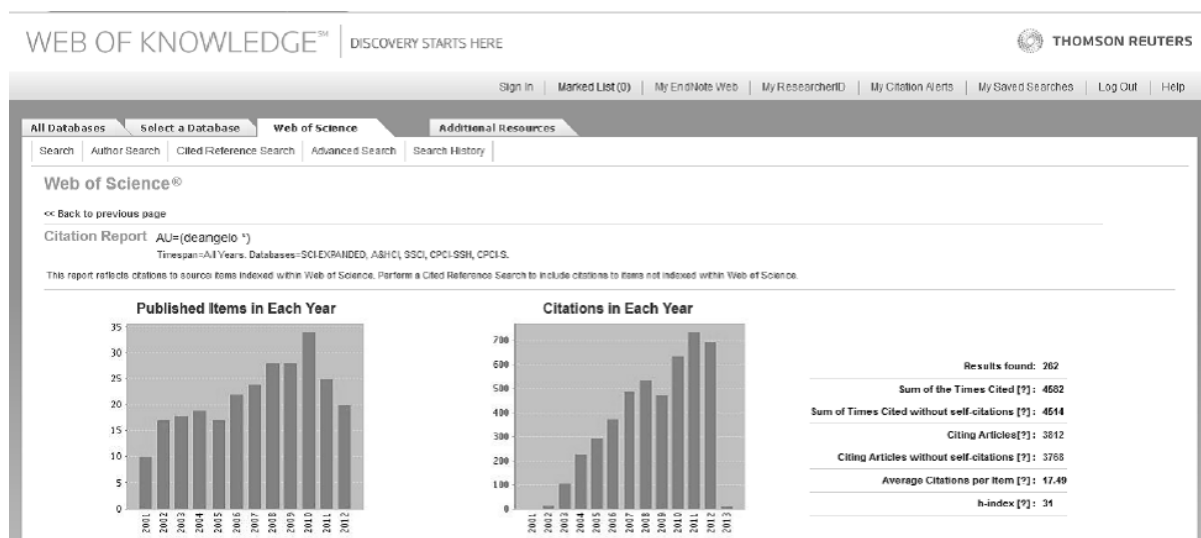 WEB OF KNOWLEDGE℠ DISCOVERY STARTS HERE
THOMSON REUTERS
Sign In Marked List (0) My EndNote Web My ResearcherID My Citation Alerts My Saved Searches Log Out Help
All Databases Select a Database Web of Science Additional Resources
Search Author Search Cited Reference Search Advanced Search Search History
Web of Science®
<< Back to previous page
Citation Report AU=(deangelo *)
Timespan=All Years. Databases=SCI-EXPANDED, A&HCI, SSCI, CPCI-SSH, CPCI-S.
This report reflects citations to source items indexed within Web of Science. Perform a Cited Reference Search to include citations to items not indexed within Web of Science.
Published Items in Each Year
35
30
25
20
15
10
5
0
2001 2002 2003 2004 2005 2006 2007 2008 2009 2010 2011 2012
Citations in Each Year
700
600
500
400
300
200
100
0
2001 2002 2003 2004 2005 2006 2007 2008 2009 2010 2011 2012 2013
Results found: 262
Sum of the Times Cited [?] : 4582
Sum of Times Cited without self-citations [?] : 4514
Citing Articles[?] : 3812
Citing Articles without self-citations [?] : 3768
Average Citations per Item [?] : 17.49
h-index [?] : 31